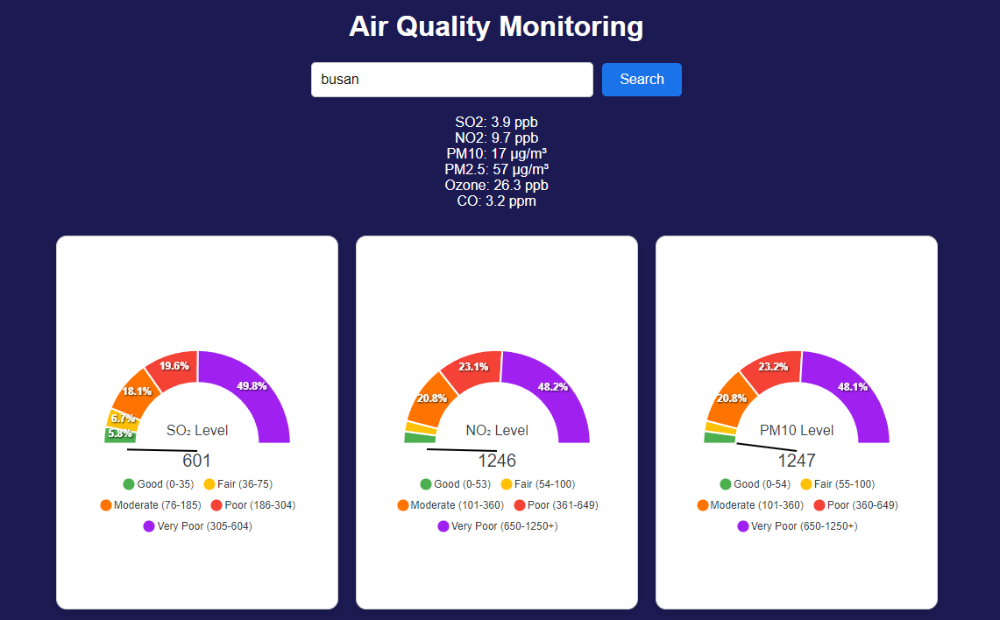 Air Quality Monitoring
busan
Search
SO2: 3.9 ppb
NO2: 9.7 ppb
PM10: 17 µg/m³
PM2.5: 57 µg/m³
Ozone: 26.3 ppb
CO: 3.2 ppm
19.6%
18.1%
49.8%
6.7%
5.8%
SO₂ Level
601
Good (0-35) Fair (36-75)
Moderate (76-185) Poor (186-304)
Very Poor (305-604)
23.1%
48.2%
20.8%
NO₂ Level
1246
Good (0-53) Fair (54-100)
Moderate (101-360) Poor (361-649)
Very Poor (650-1250+)
23.2%
48.1%
20.8%
PM10 Level
1247
Good (0-54) Fair (55-100)
Moderate (101-360) Poor (360-649)
Very Poor (650-1250+)